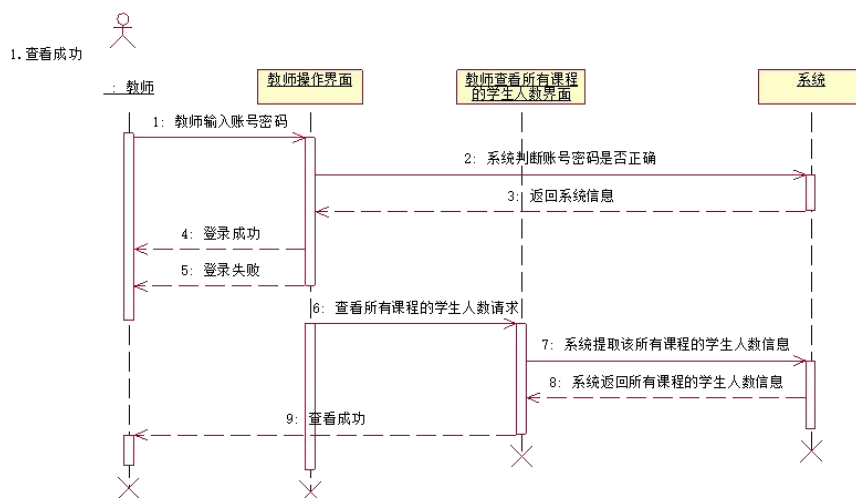 1.查看成功
: 教师
教师操作界面
教师查看所有课程
的学生人数界面
系统
1: 教师输入账号密码
2: 系统判断账号密码是否正确
3: 返回系统信息
4: 登录成功
5: 登录失败
6: 查看所有课程的学生人数请求
7: 系统提取该所有课程的学生人数信息
8: 系统返回所有课程的学生人数信息
9: 查看成功